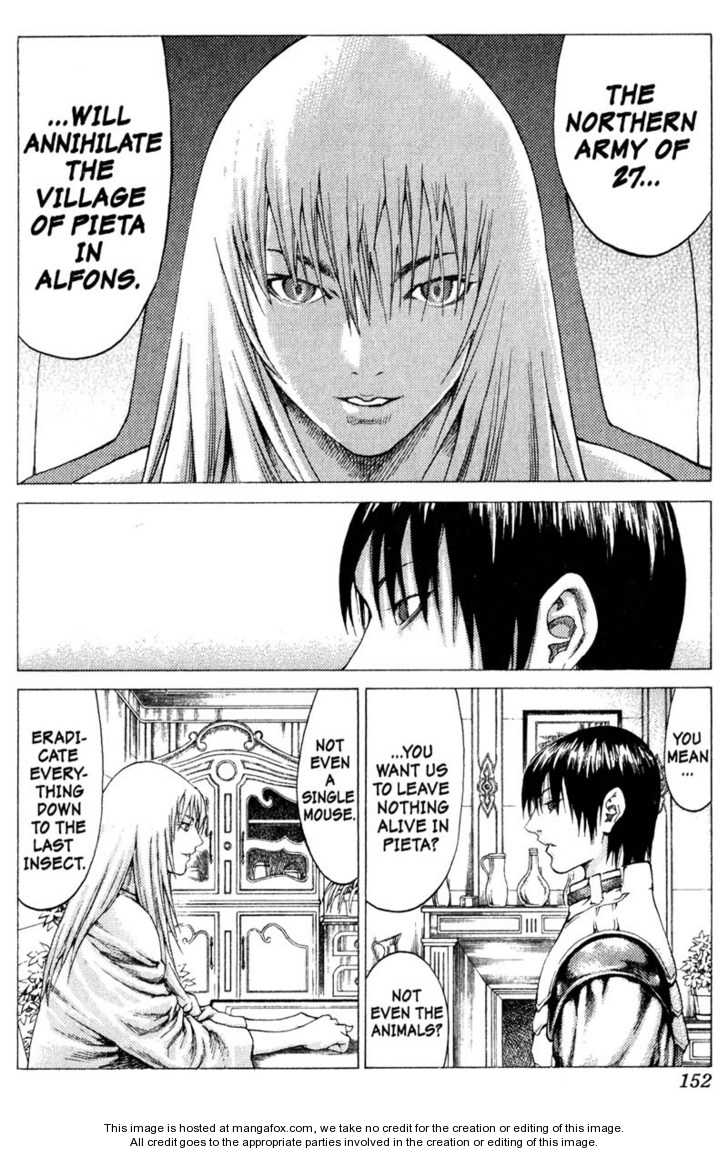 THE
NORTHERN
ARMY OF
27...
...WILL
ANNIHILATE
THE
VILLAGE
OF PIETA
IN
ALFONS.
YOU
MEAN
...
...YOU
WANT US
TO LEAVE
NOTHING
ALIVE IN
PIETA?
NOT
EVEN THE
ANIMALS?
NOT
EVEN
A
SINGLE
MOUSE.
ERADI-
CATE
EVERY-
THING
DOWN
TO THE
LAST
INSECT.
152
This image is hosted at mangafox.com, we take no credit for the creation or editing of this image.
All credit goes to the appropriate parties involved in the creation or editing of this image.